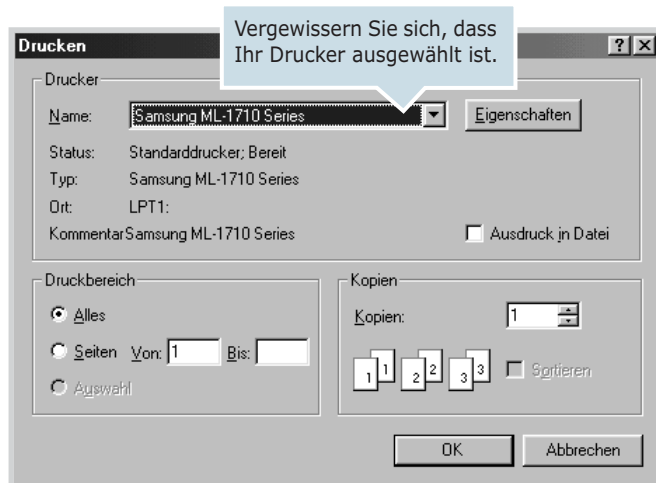 Vergewissern Sie sich, dass
Ihr Drucker ausgewählt ist.
Drucken
Drucker
Name: Samsung ML-1710 Series Eigenschaften
Status: Standarddrucker; Bereit
Typ: Samsung ML-1710 Series
Ort: LPT1:
Kommentar Samsung ML-1710 Series Ausdruck in Datei
Druckbereich
Alles
Seiten Von: 1 Bis:
Auswahl
Kopien
Kopien: 1
1 1 2 2 3 3 Sortieren
OK Abbrechen